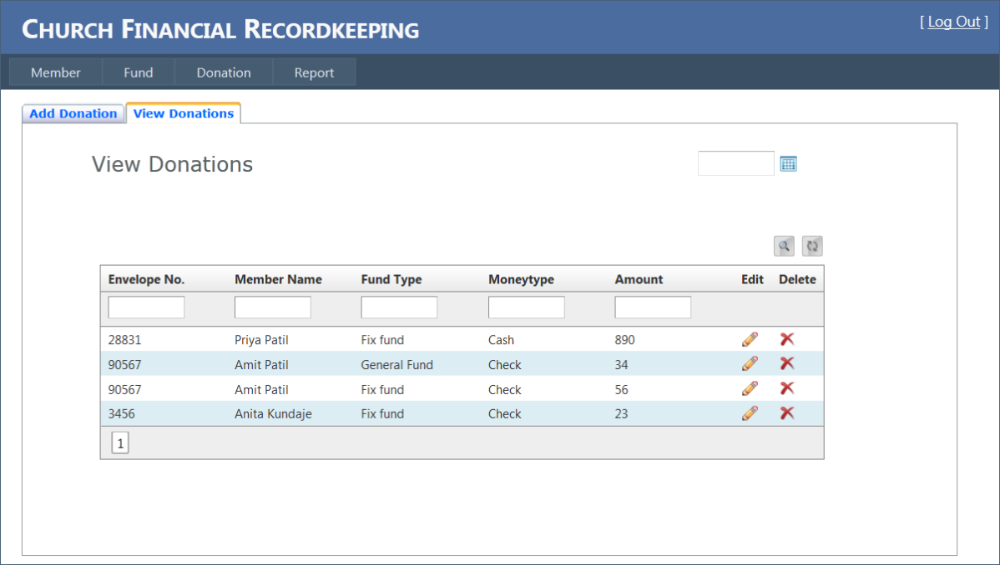 CHURCH FINANCIAL RECORDKEEPING
[ Log Out ]
Member Fund Donation Report
Add Donation View Donations
View Donations
Envelope No. Member Name Fund Type Moneytype Amount Edit Delete
28831 Priya Patil Fix fund Cash 890
90567 Amit Patil General Fund Check 34
90567 Amit Patil Fix fund Check 56
3456 Anita Kundaje Fix fund Check 23
1